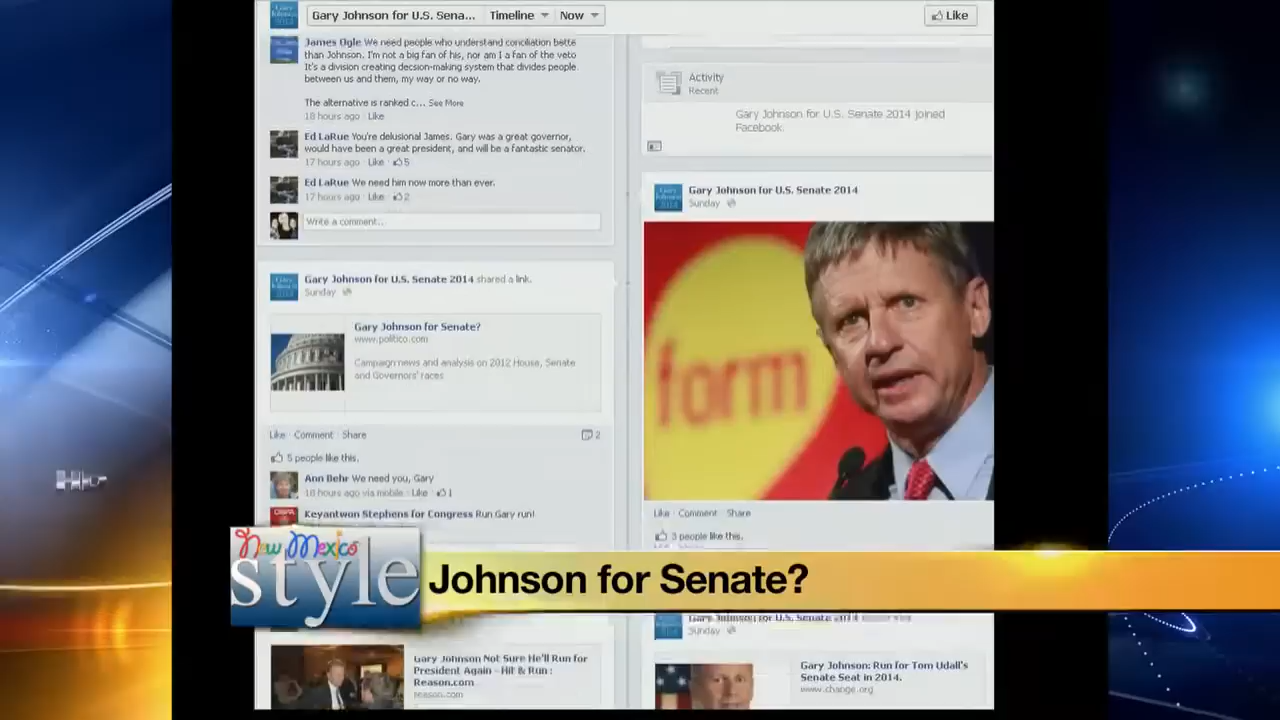 Gary Johnson for U.S. Sena...
Timeline
Now
Like
James Ogle We need people who understand conciliation bette
than Johnson. I'm not a big fan of his, nor am I a fan of the veto
It's a division creating decsion-making system that divides people
between us and them, my way or no way.
The alternative is ranked c... See More
18 hours ago · Like
Ed LaRue You're delusional James. Gary was a great governor,
would have been a great president, and will be a fantastic senator.
17 hours ago · Like · 5
Ed LaRue We need him now more than ever.
17 hours ago · Like · 2
Write a comment...
Gary Johnson for U.S. Senate 2014 shared a link.
Sunday
Gary Johnson for Senate?
www.politico.com
Campaign news and analysis on 2012 House, Senate
and Governors' races
Like · Comment · Share
2
5 people like this.
Ann Behr We need you, Gary
18 hours ago via mobile · Like · 1
Keyantwon Stephens for Congress Run Gary run!
Activity
Recent
Gary Johnson for U.S. Senate 2014 joined
Facebook.
Gary Johnson for U.S. Senate 2014
Sunday
form
Like · Comment · Share
3 people like this.
New Mexico
style
Johnson for Senate?
Gary Johnson for U.S. Senate 2014
Sunday
Gary Johnson Not Sure He'll Run for
President Again - Hit & Run :
Reason.com
reason.com
Gary Johnson: Run for Tom Udall's
Senate Seat in 2014.
www.change.org